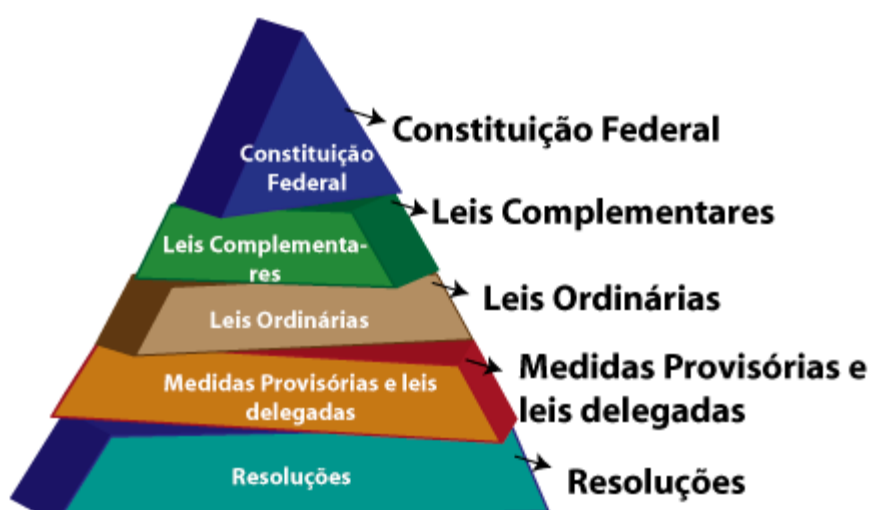 Constituição Federal
Constituição
Federal
Leis Complementares
Leis Complementa-
res
Leis Ordinárias
Leis Ordinárias
Medidas Provisórias e
leis delegadas
Medidas Provisórias e leis
delegadas
Resoluções
Resoluções